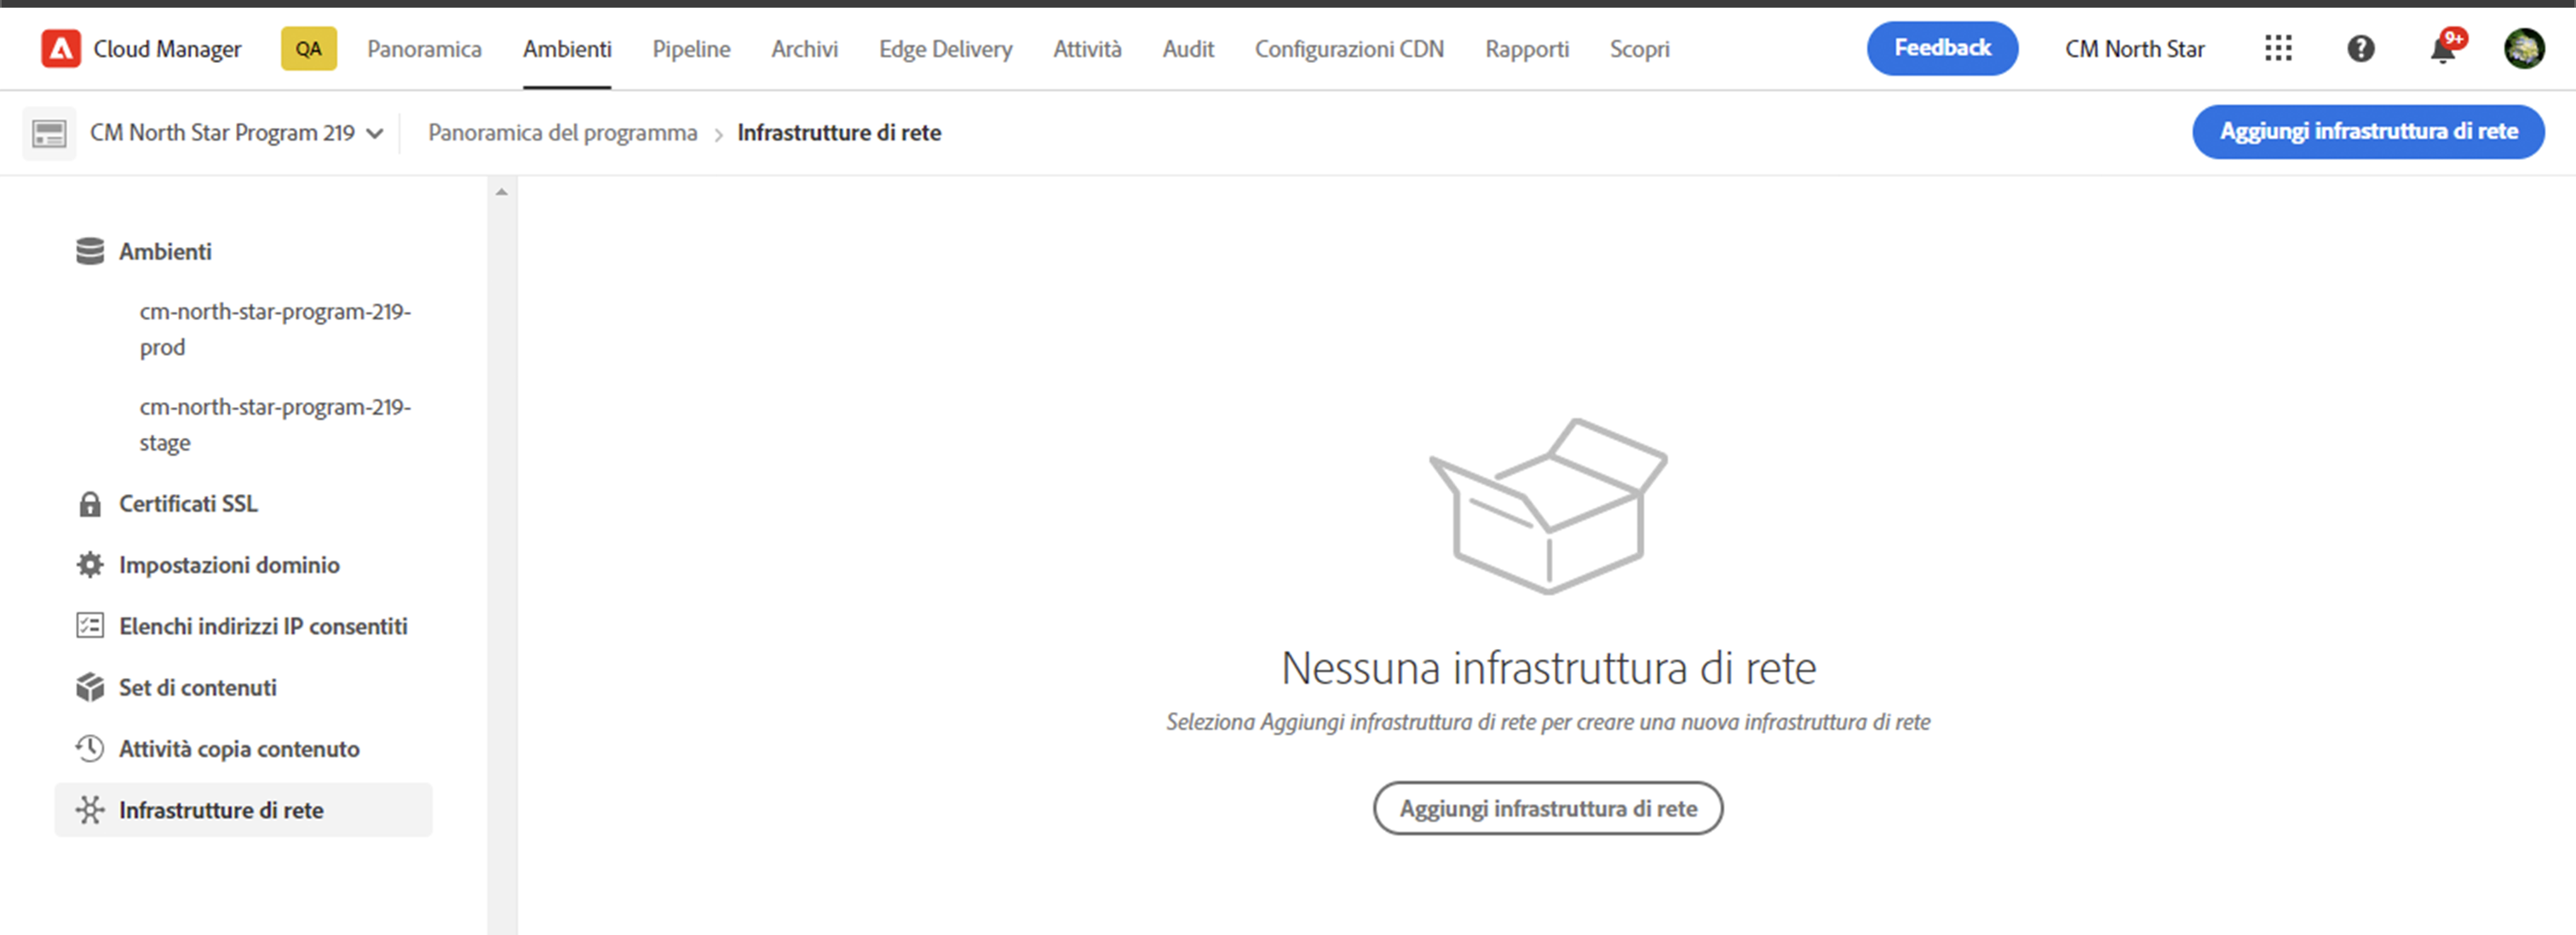 Cloud Manager QA Panoramica Ambienti Pipeline Archivi Edge Delivery Attività Audit Configurazioni CDN Rapporti Scopri Feedback CM North Star 9+
CM North Star Program 219 Panoramica del programma Infrastrutture di rete Aggiungi infrastruttura di rete
Ambienti
cm-north-star-program-219-
prod
cm-north-star-program-219-
stage
Certificati SSL
Impostazioni dominio
Elenchi indirizzi IP consentiti
Set di contenuti
Attività copia contenuto
Infrastrutture di rete
Nessuna infrastruttura di rete
Seleziona Aggiungi infrastruttura di rete per creare una nuova infrastruttura di rete
Aggiungi infrastruttura di rete